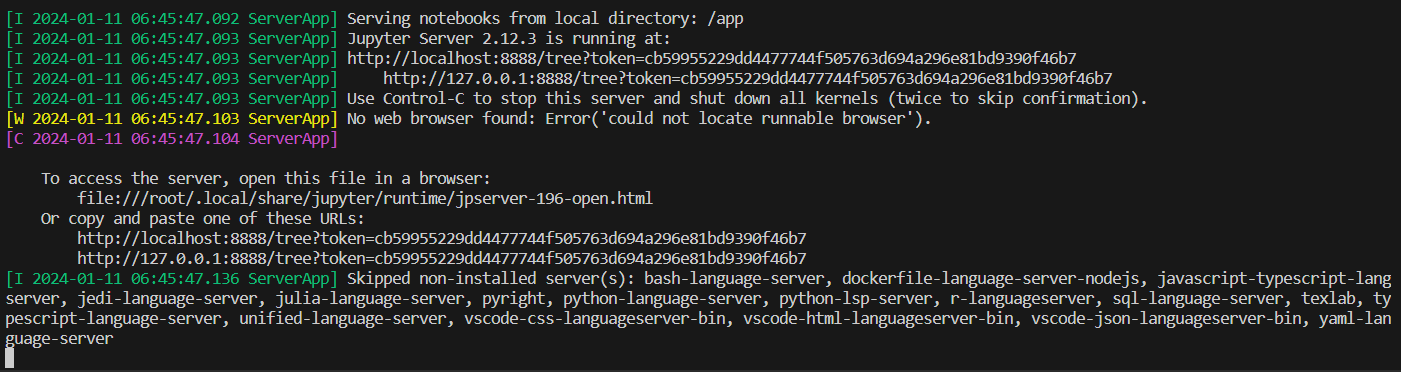 [I 2024-01-11 06:45:47.092 ServerApp] Serving notebooks from local directory: /app
[I 2024-01-11 06:45:47.093 ServerApp] Jupyter Server 2.12.3 is running at:
[I 2024-01-11 06:45:47.093 ServerApp] http://localhost:8888/tree?token=cb59955229dd4477744f505763d694a296e81bd9390f46b7
[I 2024-01-11 06:45:47.093 ServerApp]     http://127.0.0.1:8888/tree?token=cb59955229dd4477744f505763d694a296e81bd9390f46b7
[I 2024-01-11 06:45:47.093 ServerApp] Use Control-C to stop this server and shut down all kernels (twice to skip confirmation).
[W 2024-01-11 06:45:47.103 ServerApp] No web browser found: Error('could not locate runnable browser').
[C 2024-01-11 06:45:47.104 ServerApp]
    To access the server, open this file in a browser:
        file:///root/.local/share/jupyter/runtime/jpserver-196-open.html
    Or copy and paste one of these URLs:
        http://localhost:8888/tree?token=cb59955229dd4477744f505763d694a296e81bd9390f46b7
        http://127.0.0.1:8888/tree?token=cb59955229dd4477744f505763d694a296e81bd9390f46b7
[I 2024-01-11 06:45:47.136 ServerApp] Skipped non-installed server(s): bash-language-server, dockerfile-language-server-nodejs, javascript-typescript-lang
server, jedi-language-server, julia-language-server, pyright, python-language-server, python-lsp-server, r-languageserver, sql-language-server, texlab, ty
pescript-language-server, unified-language-server, vscode-css-languageserver-bin, vscode-html-languageserver-bin, vscode-json-languageserver-bin, yaml-lan
guage-server